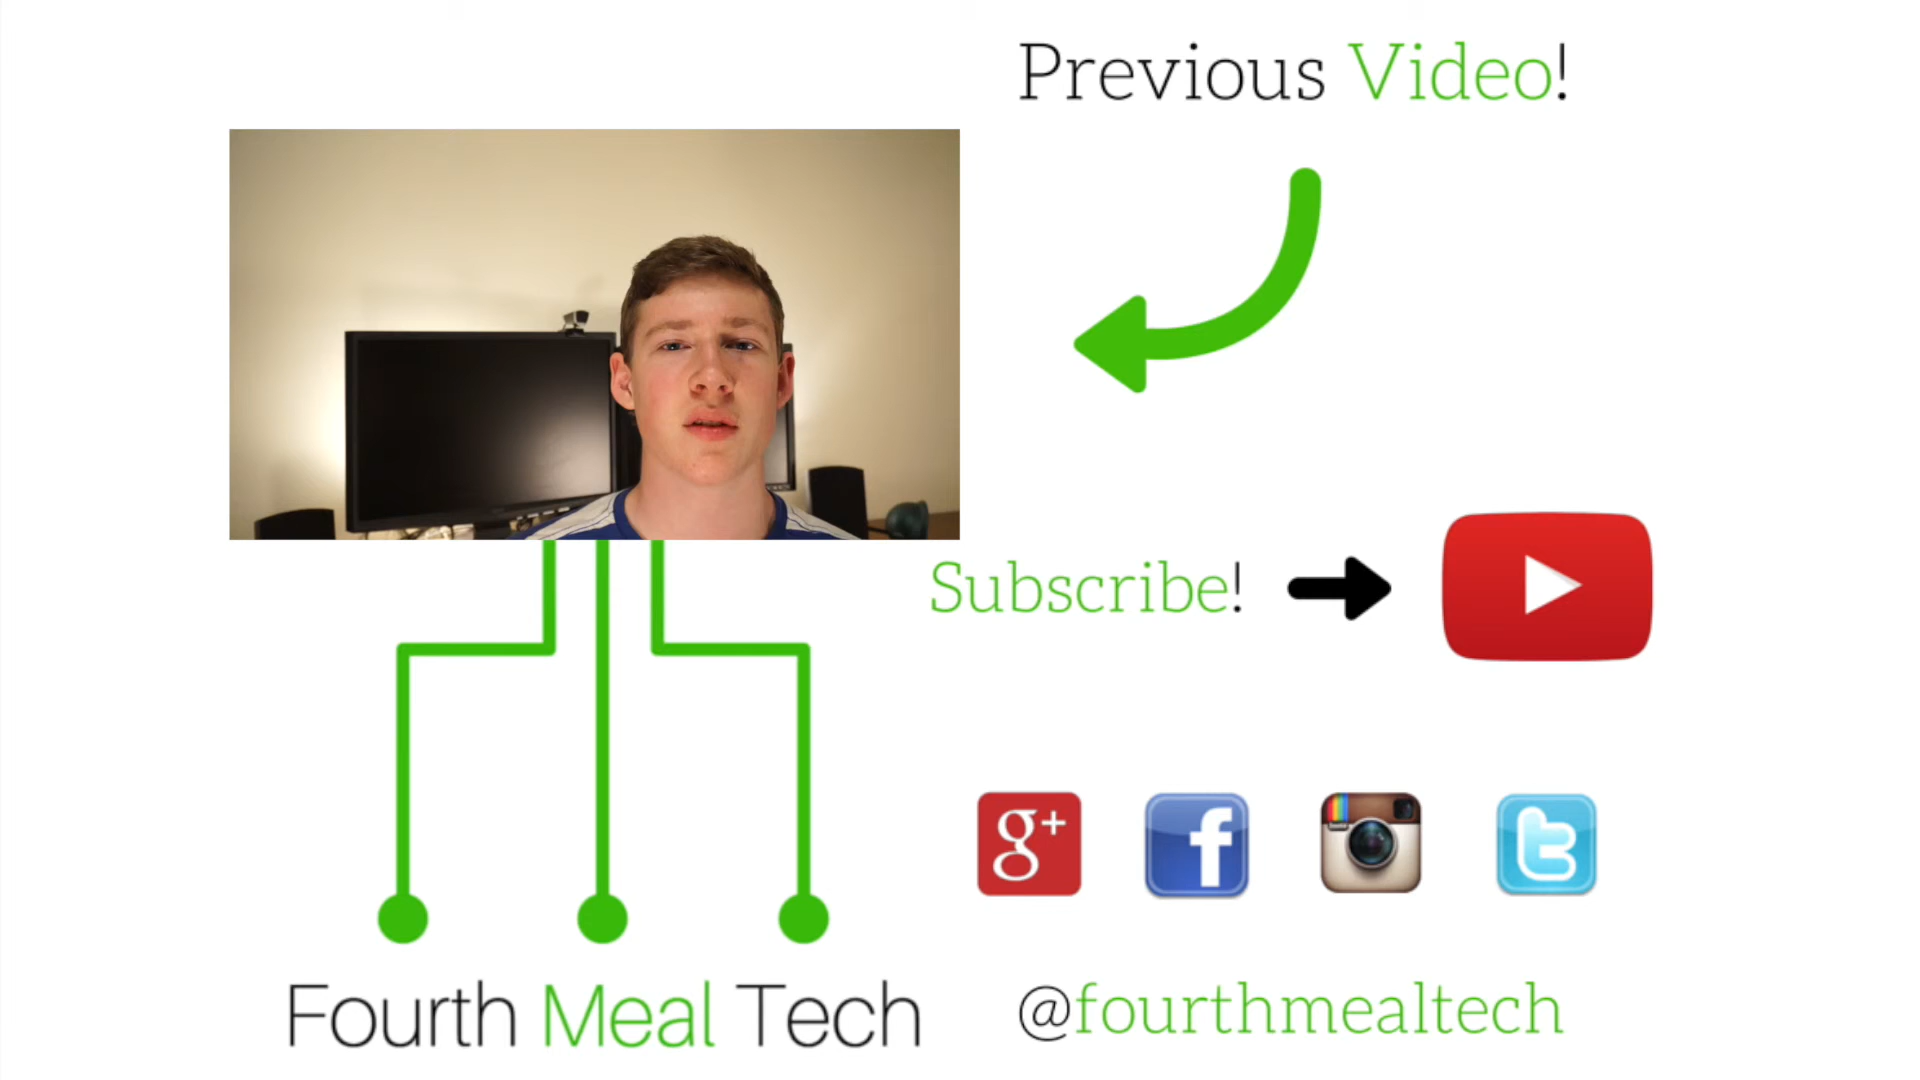 Previous Video!
Subscribe!
g+
f
t
Fourth Meal Tech
@fourthmealtech